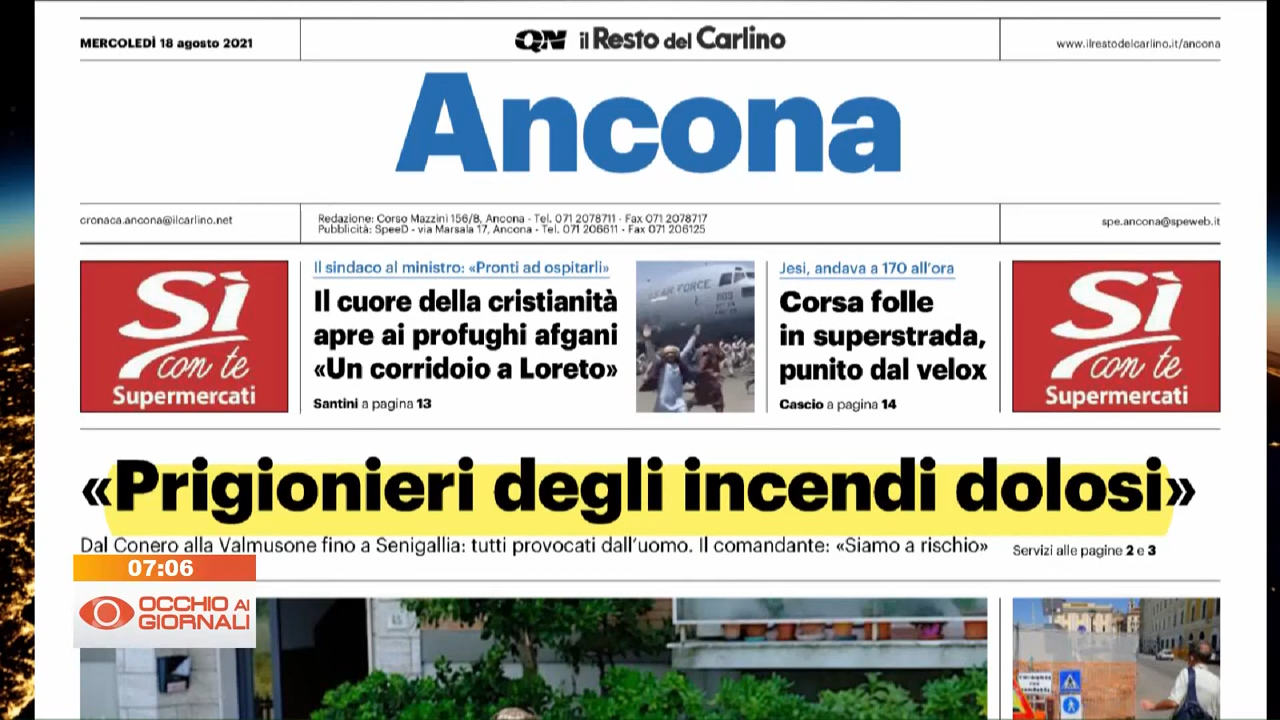 MERCOLEDÌ 18 agosto 2021
QN il Resto del Carlino
www.ilrestodelcarlino.it/ancona
Ancona
cronaca.ancona@ilcarlino.net
Redazione: Corso Mazzini 156/8, Ancona - Tel. 071 2078711 - Fax 071 2078717
Pubblicità: SpeeD - via Marsala 17, Ancona - Tel. 071 206611 - Fax 071 206125
spe.ancona@speweb.it
Sì
con te
Supermercati
Il sindaco al ministro: «Pronti ad ospitarli»
Il cuore della cristianità
apre ai profughi afgani
«Un corridoio a Loreto»
Santini a pagina 13
AIR FORCE
Jesi, andava a 170 all'ora
Corsa folle
in superstrada,
punito dal velox
Cascio a pagina 14
Sì
con te
Supermercati
«Prigionieri degli incendi dolosi»
Dal Conero alla Valmusone fino a Senigallia: tutti provocati dall'uomo. Il comandante: «Siamo a rischio»
Servizi alle pagine 2 e 3
07:06
OCCHIO AI
GIORNALI